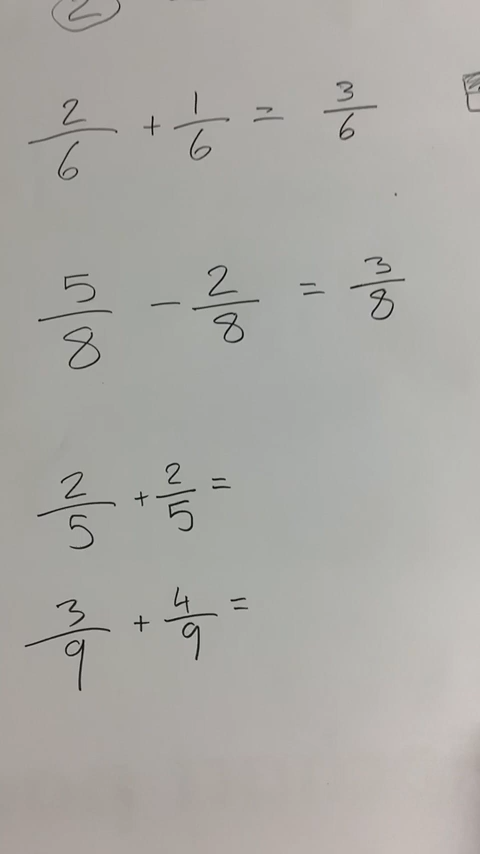 2
2/6 + 1/6 = 3/6
5/8 - 2/8 = 3/8
2/5 + 2/5 =
3/9 + 4/9 =